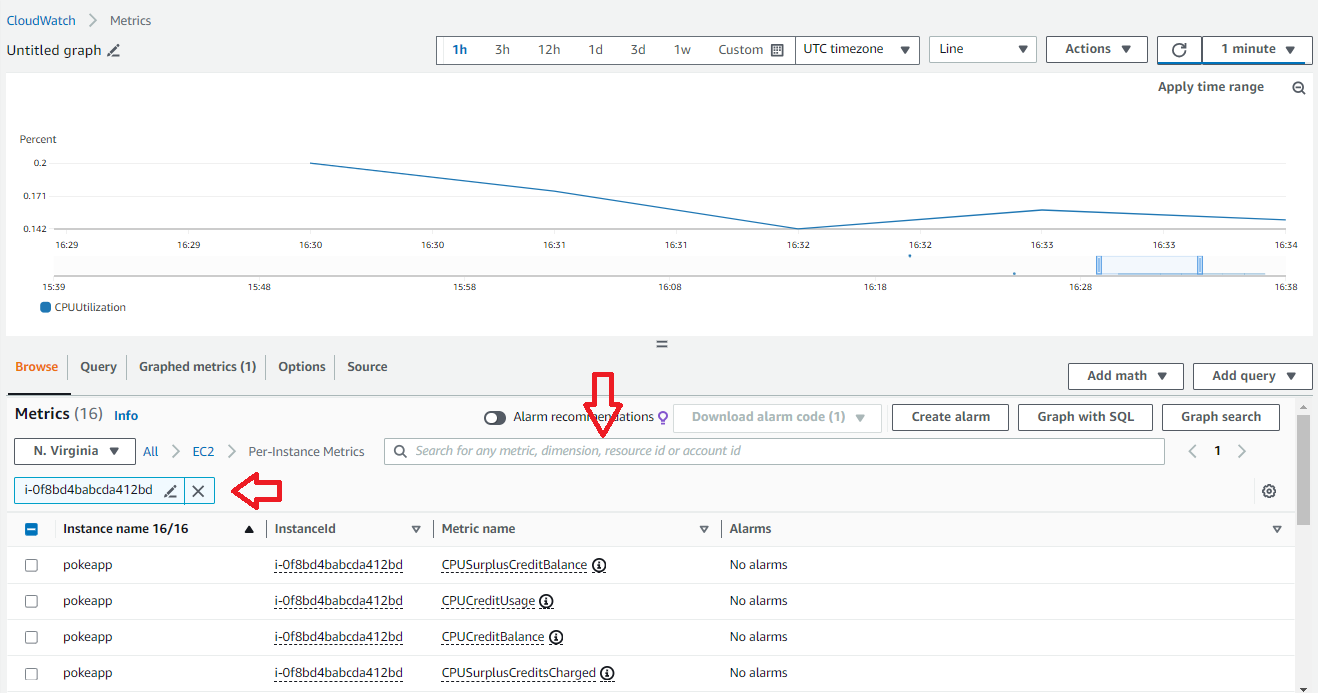 CloudWatch > Metrics
Untitled graph
1h 3h 12h 1d 3d 1w Custom UTC timezone Line Actions 1 minute
Apply time range
Percent
0.2
0.171
0.142
16:29 16:29 16:30 16:30 16:31 16:31 16:32 16:32 16:33 16:33 16:34
15:39 15:48 15:58 16:08 16:18 16:28 16:38
CPUUtilization
Browse Query Graphed metrics (1) Options Source Add math Add query
Metrics (16) Info Alarm recommendations Download alarm code (1) Create alarm Graph with SQL Graph search
N. Virginia All > EC2 > Per-Instance Metrics Search for any metric, dimension, resource id or account id < 1 >
i-0f8bd4babcda412bd
Instance name 16/16 InstanceId Metric name Alarms
pokeapp i-0f8bd4babcda412bd CPUSurplusCreditBalance No alarms
pokeapp i-0f8bd4babcda412bd CPUCreditUsage No alarms
pokeapp i-0f8bd4babcda412bd CPUCreditBalance No alarms
pokeapp i-0f8bd4babcda412bd CPUSurplusCreditsCharged No alarms